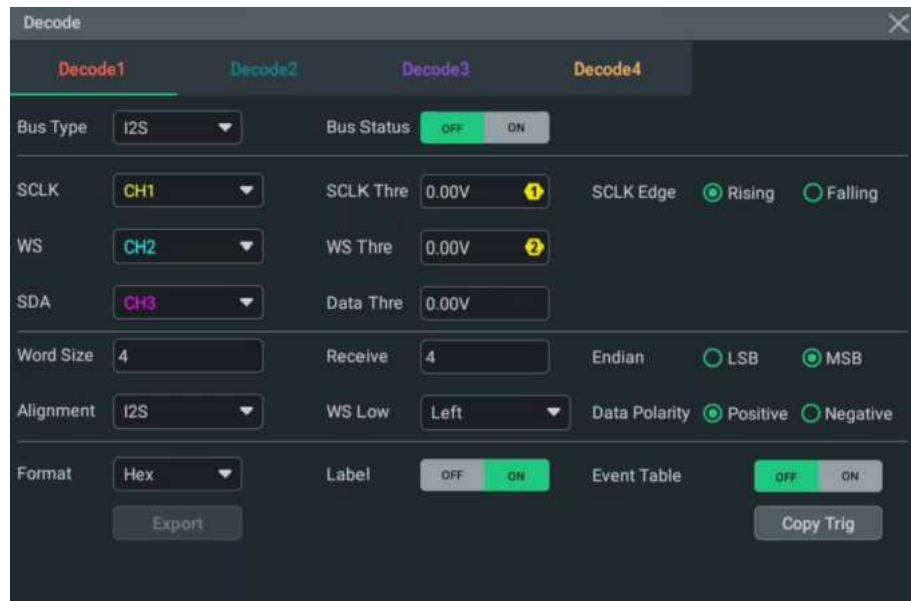 Decode
Decode1 Decode2 Decode3 Decode4
Bus Type I2S Bus Status OFF ON
SCLK CH1 SCLK Thre 0.00V 1 SCLK Edge Rising Falling
WS CH2 WS Thre 0.00V 2
SDA CH3 Data Thre 0.00V
Word Size 4 Receive 4 Endian LSB MSB
Alignment I2S WS Low Left Data Polarity Positive Negative
Format Hex Label OFF ON Event Table OFF ON
Export Copy Trig